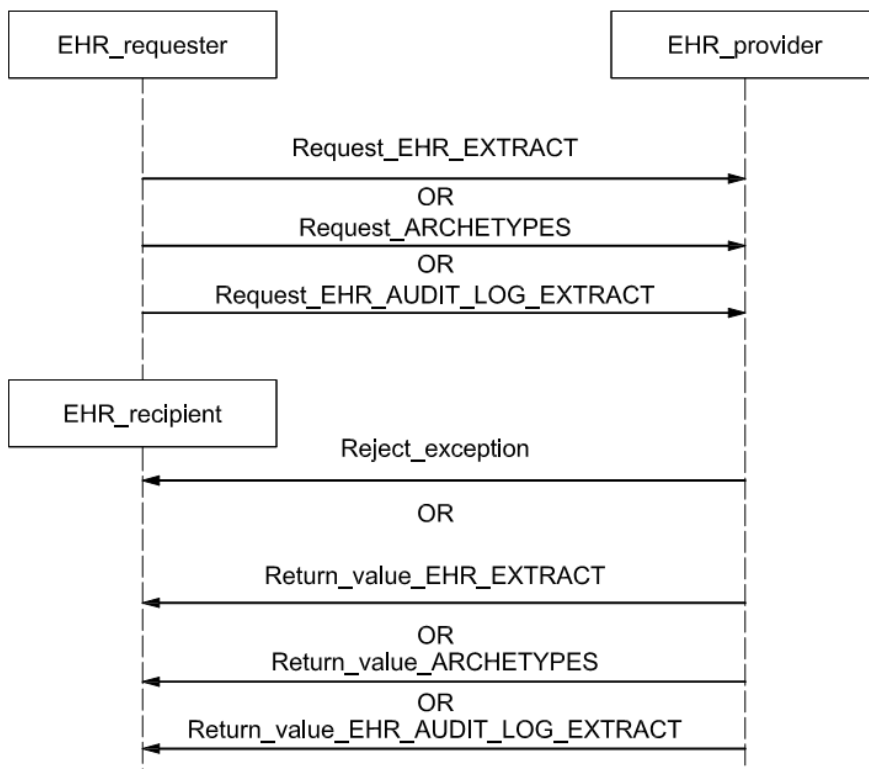 EHR_requester
EHR_provider
Request_EHR_EXTRACT
OR
Request_ARCHETYPES
OR
Request_EHR_AUDIT_LOG_EXTRACT
EHR_recipient
Reject_exception
OR
Return_value_EHR_EXTRACT
OR
Return_value_ARCHETYPES
OR
Return_value_EHR_AUDIT_LOG_EXTRACT